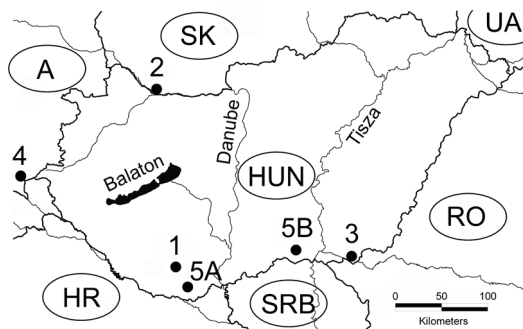 SK
UA
A
2
Danube
Tisza
4
Balaton
HUN
RO
5B
3
1
5A
HR
SRB
0 50 100
Kilometers